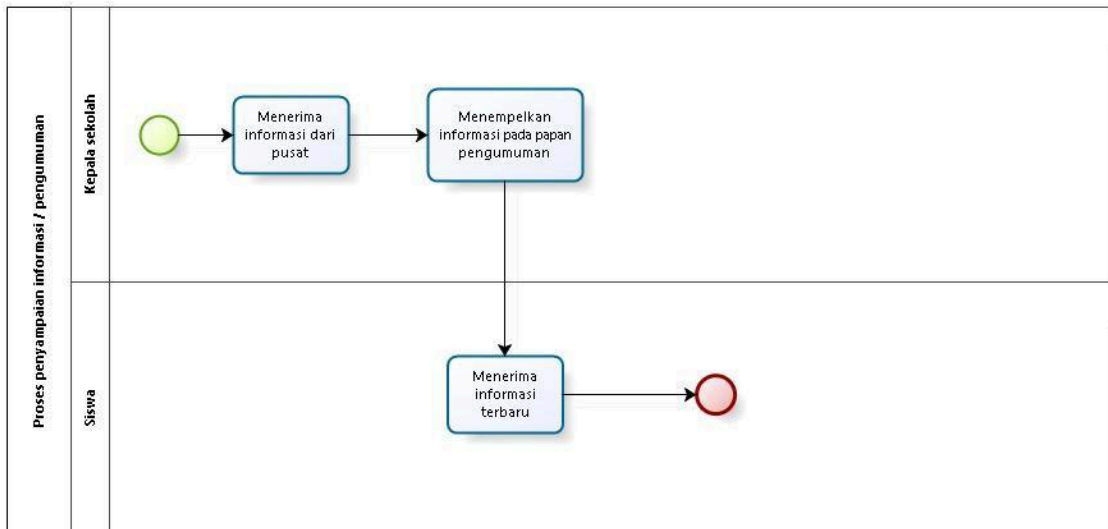 Proses penyampaian informasi / pengumuman
Kepala sekolah
Menerima
informasi dari
pusat
Menempelkan
informasi pada papan
pengumuman
Siswa
Menerima
informasi
terbaru